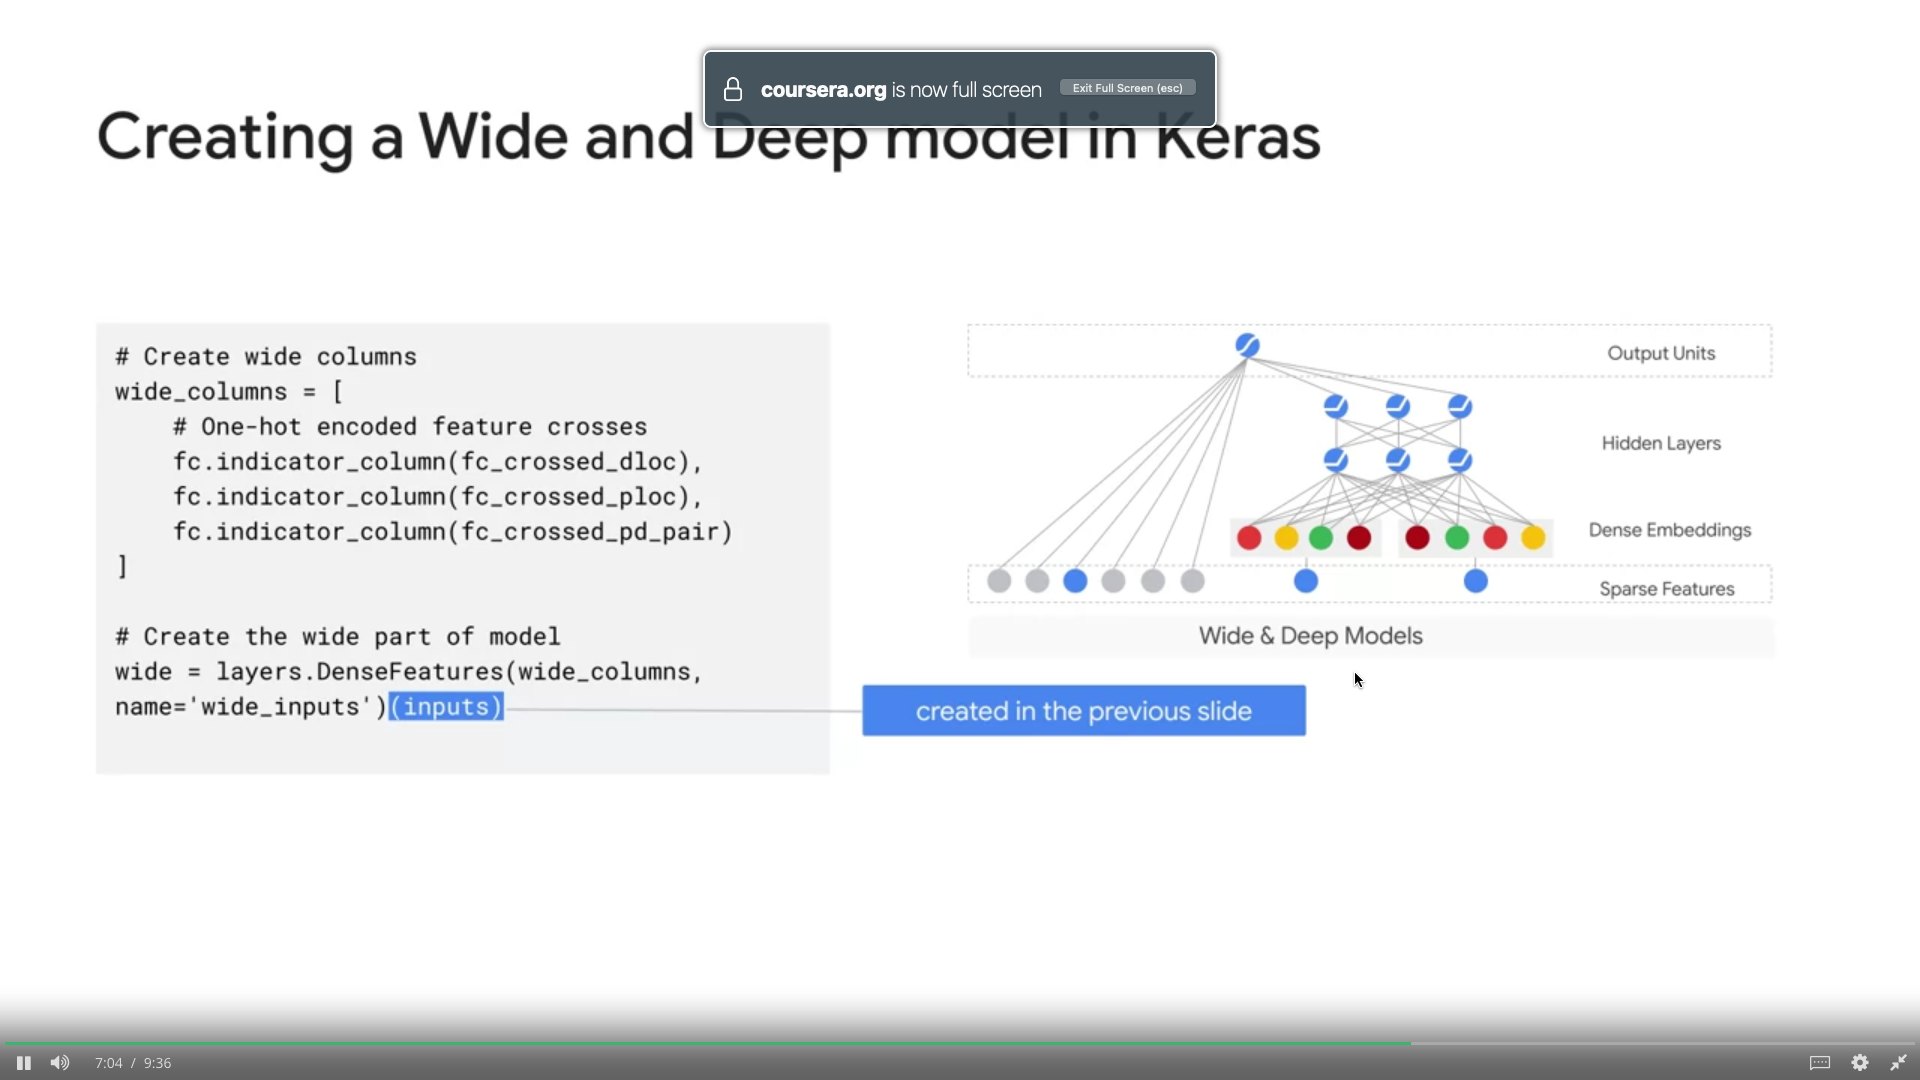 coursera.org is now full screen Exit Full Screen (esc)
Creating a Wide and Deep model in Keras
# Create wide columns
wide_columns = [
    # One-hot encoded feature crosses
    fc.indicator_column(fc_crossed_dloc),
    fc.indicator_column(fc_crossed_ploc),
    fc.indicator_column(fc_crossed_pd_pair)
]
# Create the wide part of model
wide = layers.DenseFeatures(wide_columns,
name='wide_inputs')(inputs)
Output Units
Hidden Layers
Dense Embeddings
Sparse Features
Wide & Deep Models
created in the previous slide
7:04 / 9:36